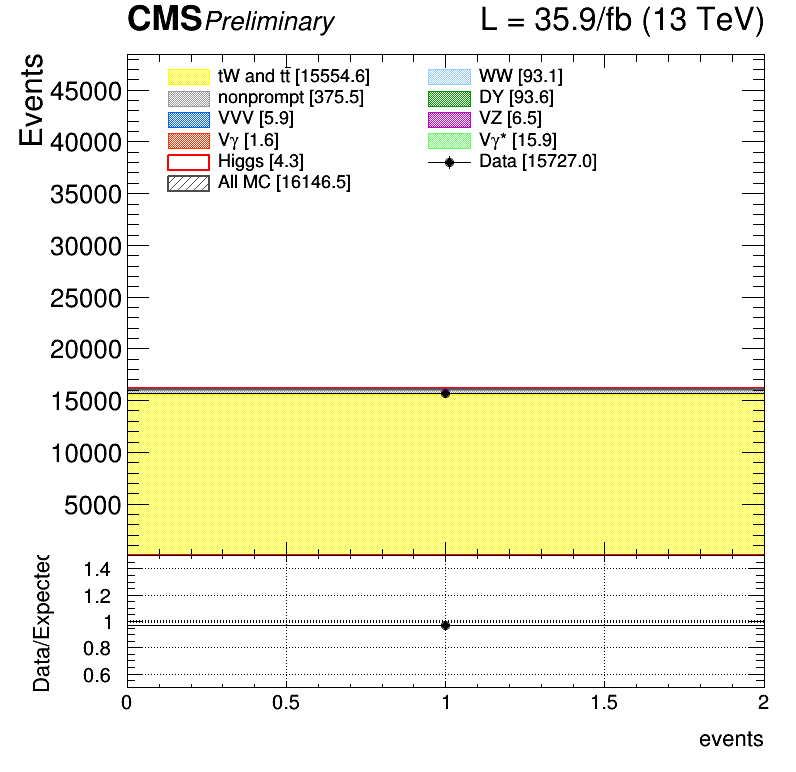 CMS Preliminary L = 35.9/fb (13 TeV)
Events
tW and tt̄ [15554.6] WW [93.1]
nonprompt [375.5] DY [93.6]
VVV [5.9] VZ [6.5]
Vγ [1.6] Vγ* [15.9]
Higgs [4.3] Data [15727.0]
All MC [16146.5]
45000
40000
35000
30000
25000
20000
15000
10000
5000
Data/Expected
1.4
1.2
1
0.8
0.6
0 0.5 1 1.5 2
events